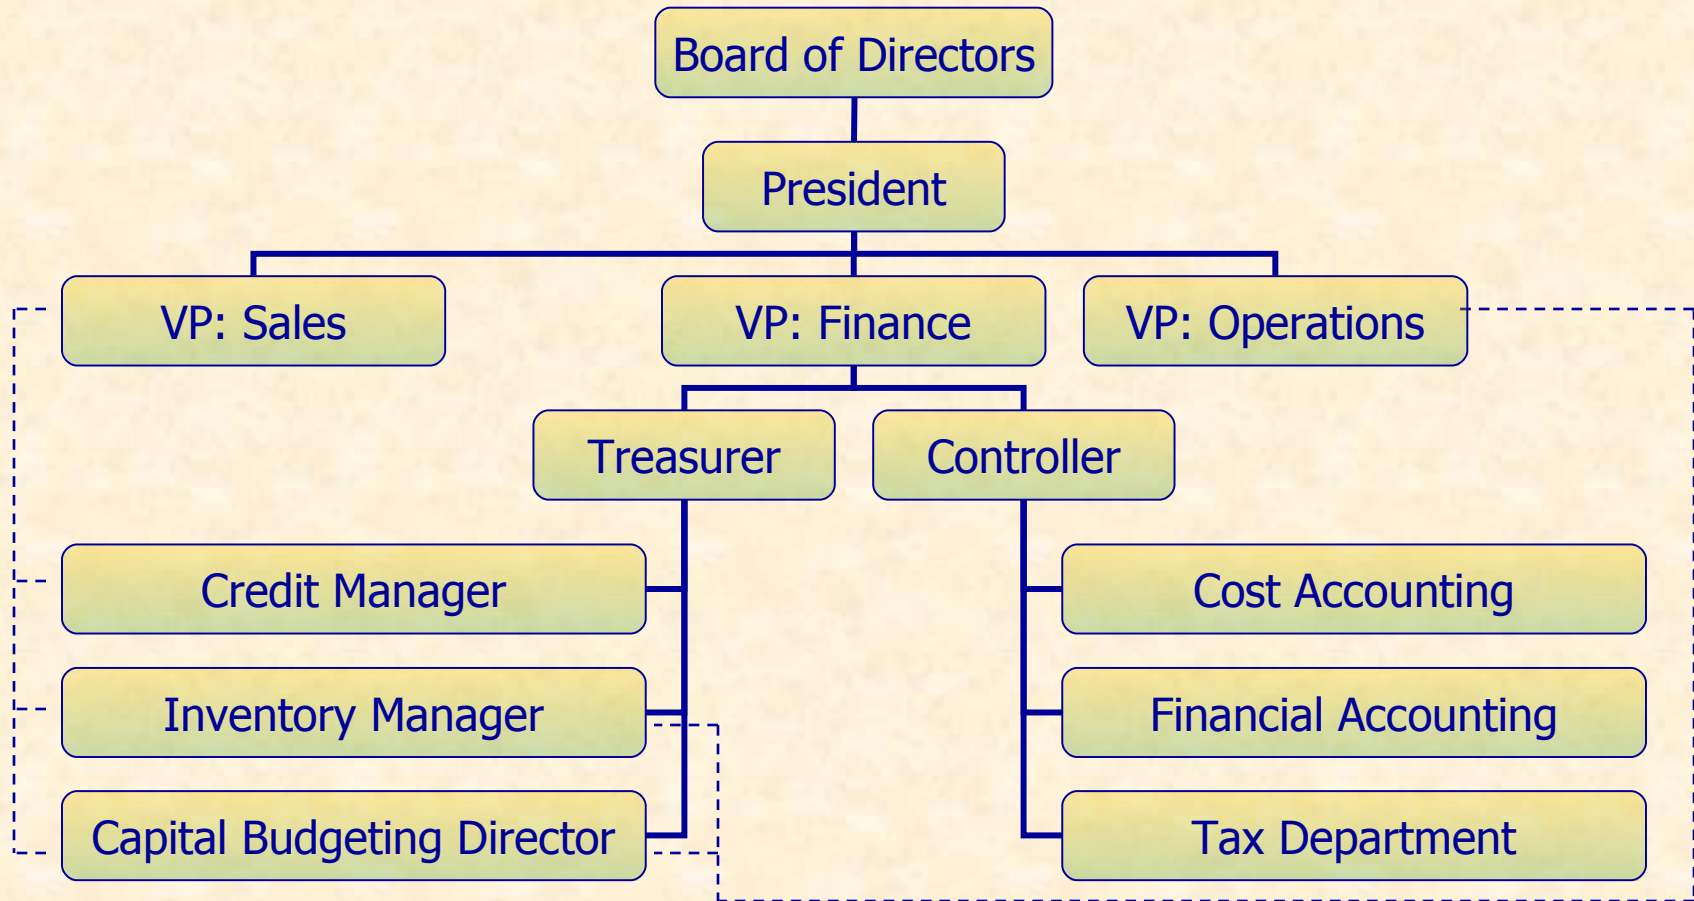 Board of Directors
President
VP: Sales
VP: Finance
VP: Operations
Treasurer
Controller
Credit Manager
Cost Accounting
Inventory Manager
Financial Accounting
Capital Budgeting Director
Tax Department